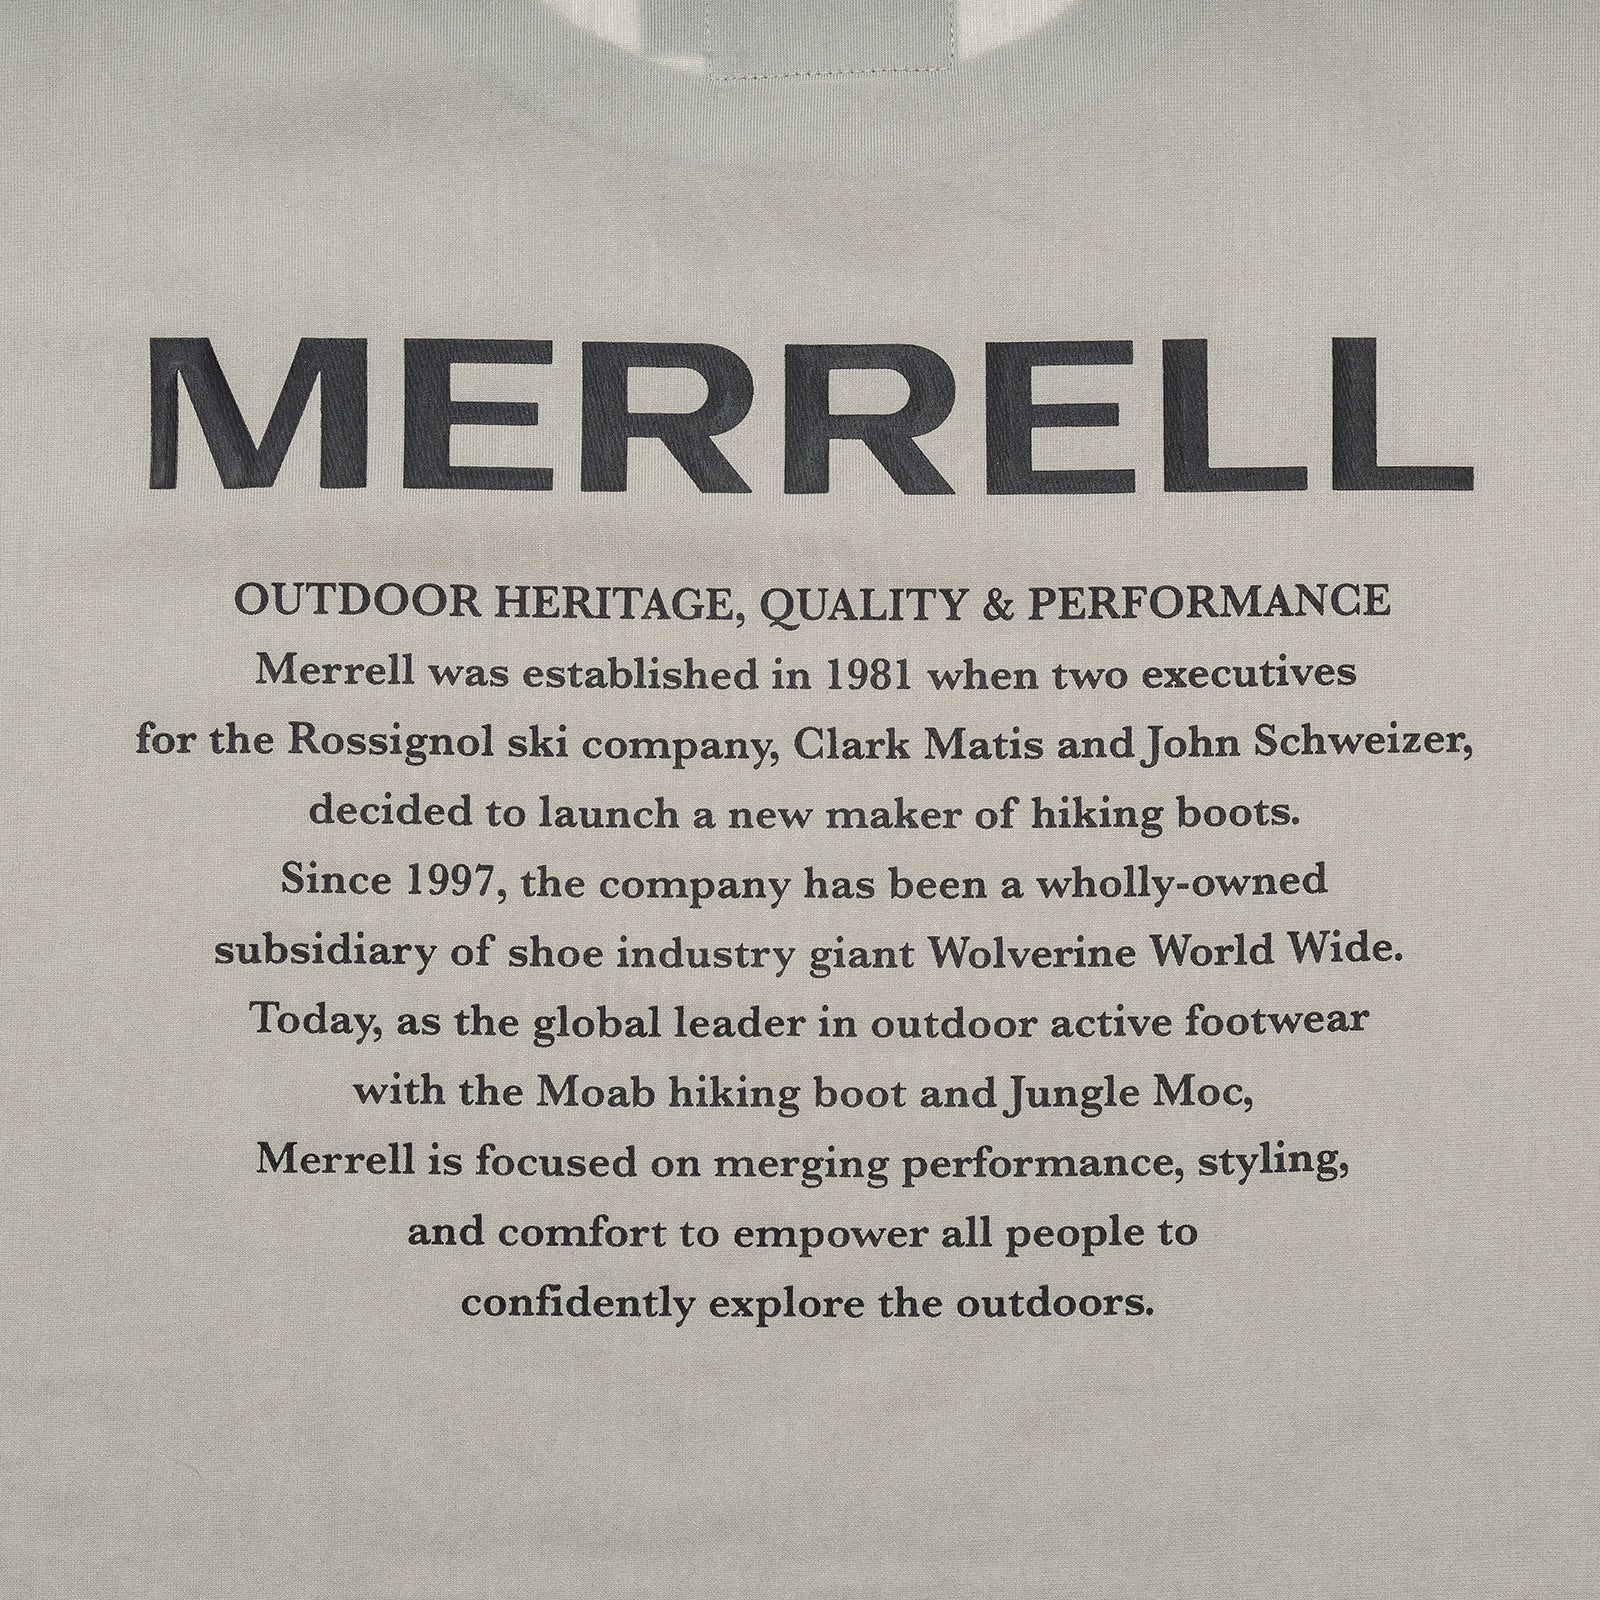 MERRELL
OUTDOOR HERITAGE, QUALITY & PERFORMANCE
Merrell was established in 1981 when two executives
for the Rossignol ski company, Clark Matis and John Schweizer,
decided to launch a new maker of hiking boots.
Since 1997, the company has been a wholly-owned
subsidiary of shoe industry giant Wolverine World Wide.
Today, as the global leader in outdoor active footwear
with the Moab hiking boot and Jungle Moc,
Merrell is focused on merging performance, styling,
and comfort to empower all people to
confidently explore the outdoors.